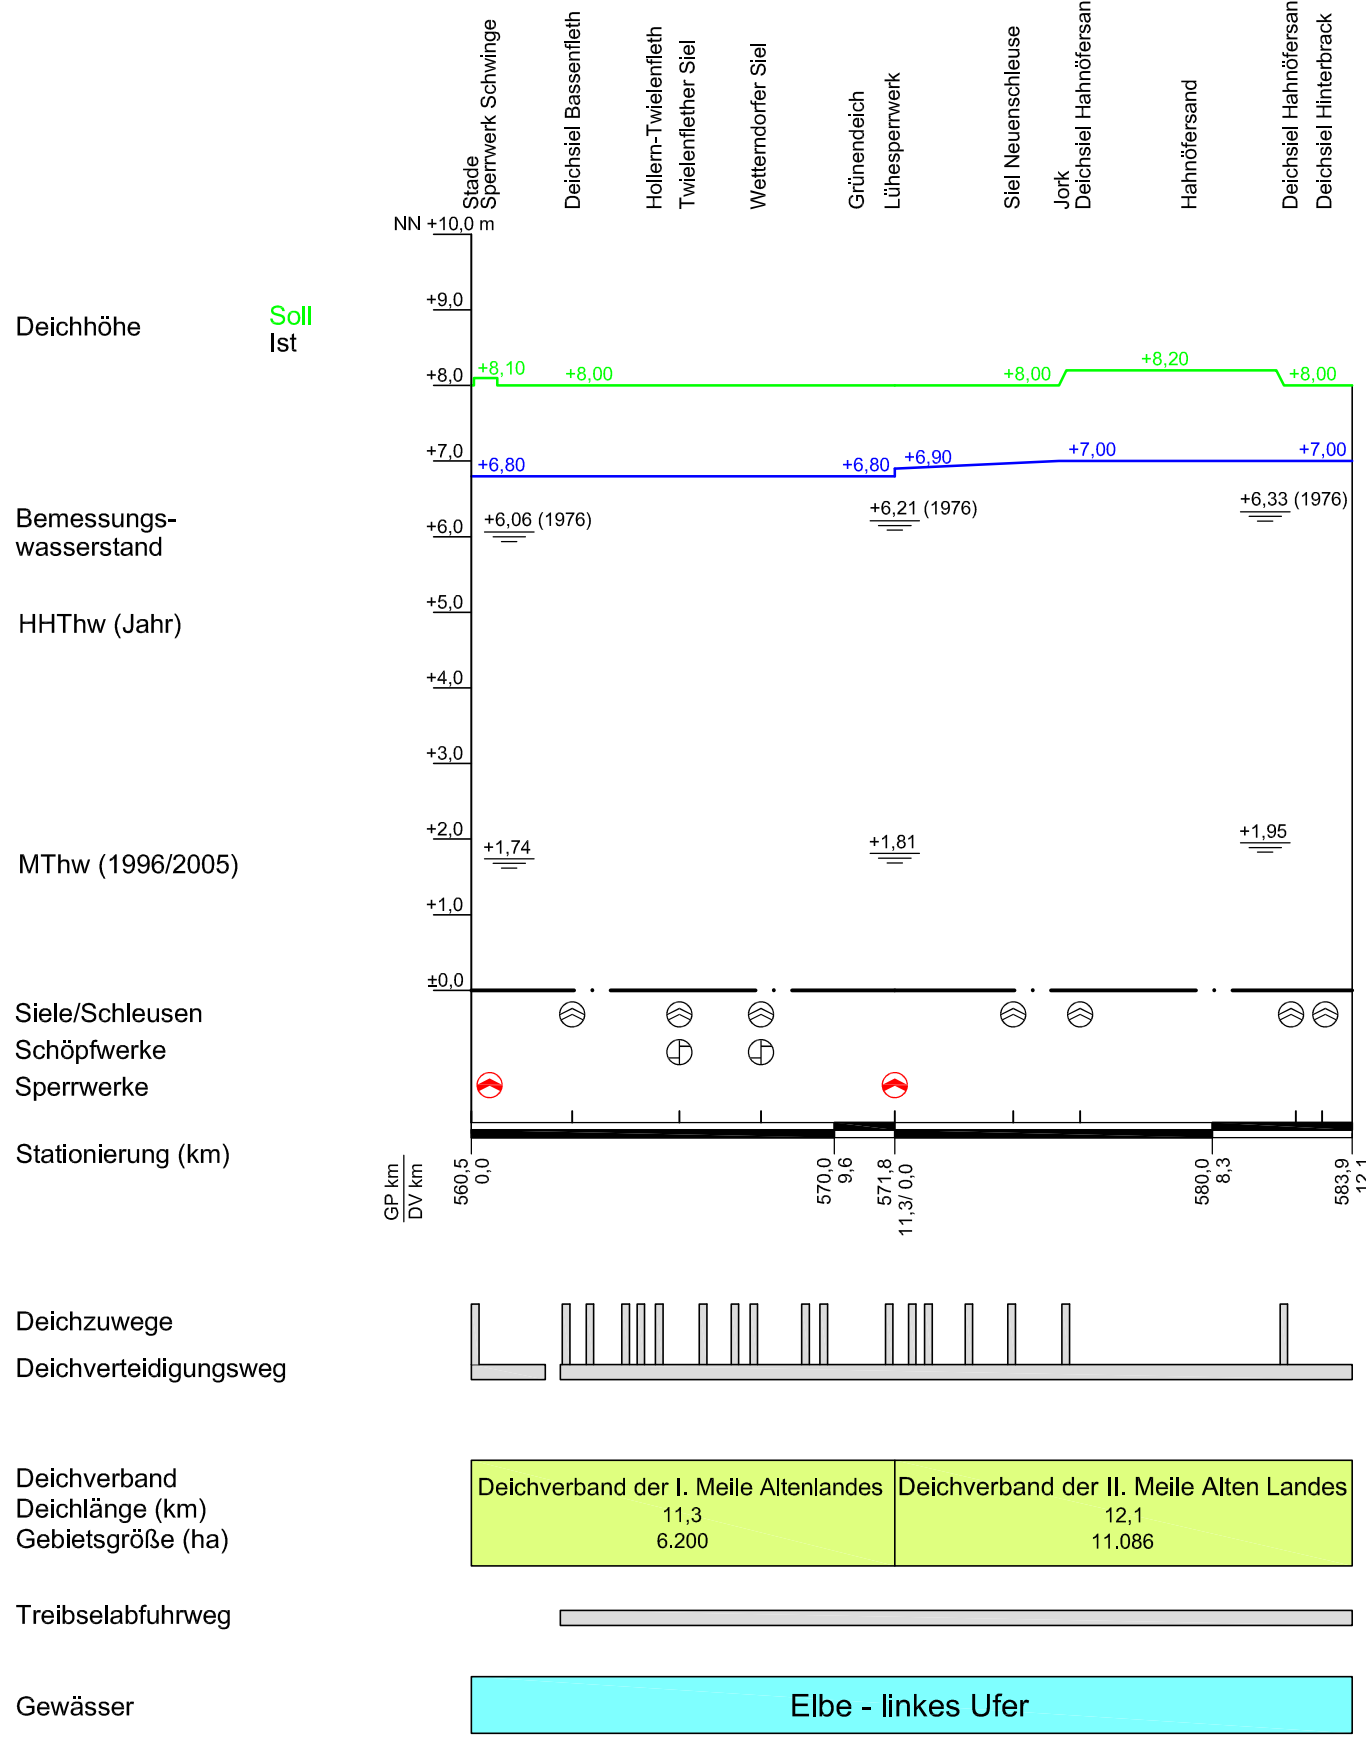 Stade
Sperrwerk Schwinge
Deichsiel Bassenfleth
Hollern-Twielenfleth
Twielenflether Siel
Wetterndorfer Siel
Grünendeich
Lühesperrwerk
Siel Neuenschleuse
Jork
Deichsiel Hahnöfersan
Hahnöfersand
Deichsiel Hahnöfersan
Deichsiel Hinterbrack
NN +10,0 m
+9,0
Deichhöhe
Soll
Ist
+8,0
+8,10
+8,00
+8,00
+8,20
+8,00
+7,0
+6,80
+6,80
+6,90
+7,00
+7,00
Bemessungs-
wasserstand
+6,0
+6,06 (1976)
+6,21 (1976)
+6,33 (1976)
+5,0
HHThw (Jahr)
+4,0
+3,0
+2,0
MThw (1996/2005)
+1,74
+1,81
+1,95
+1,0
±0,0
Siele/Schleusen
Schöpfwerke
Sperrwerke
Stationierung (km)
GP km
DV km
560,5
0,0
570,0
9,6
571,8
11,3/ 0,0
580,0
8,3
583,9
12,1
Deichzuwege
Deichverteidigungsweg
Deichverband
Deichlänge (km)
Gebietsgröße (ha)
Deichverband der I. Meile Altenlandes
11,3
6.200
Deichverband der II. Meile Alten Landes
12,1
11.086
Treibselabfuhrweg
Gewässer
Elbe - linkes Ufer